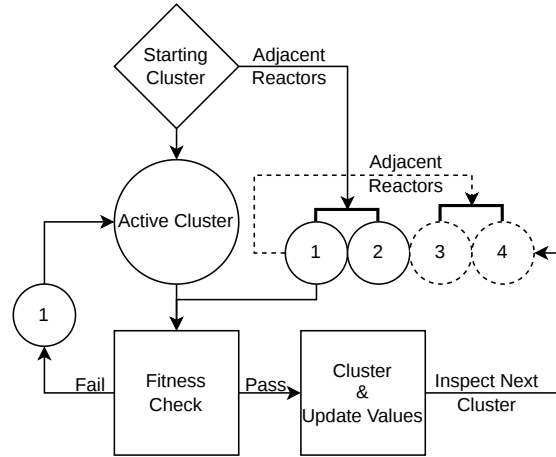 Starting
Cluster
Adjacent
Reactors
Adjacent
Reactors
Active Cluster
1
2
3
4
1
Fail
Fitness
Check
Pass
Cluster
&
Update Values
Inspect Next
Cluster